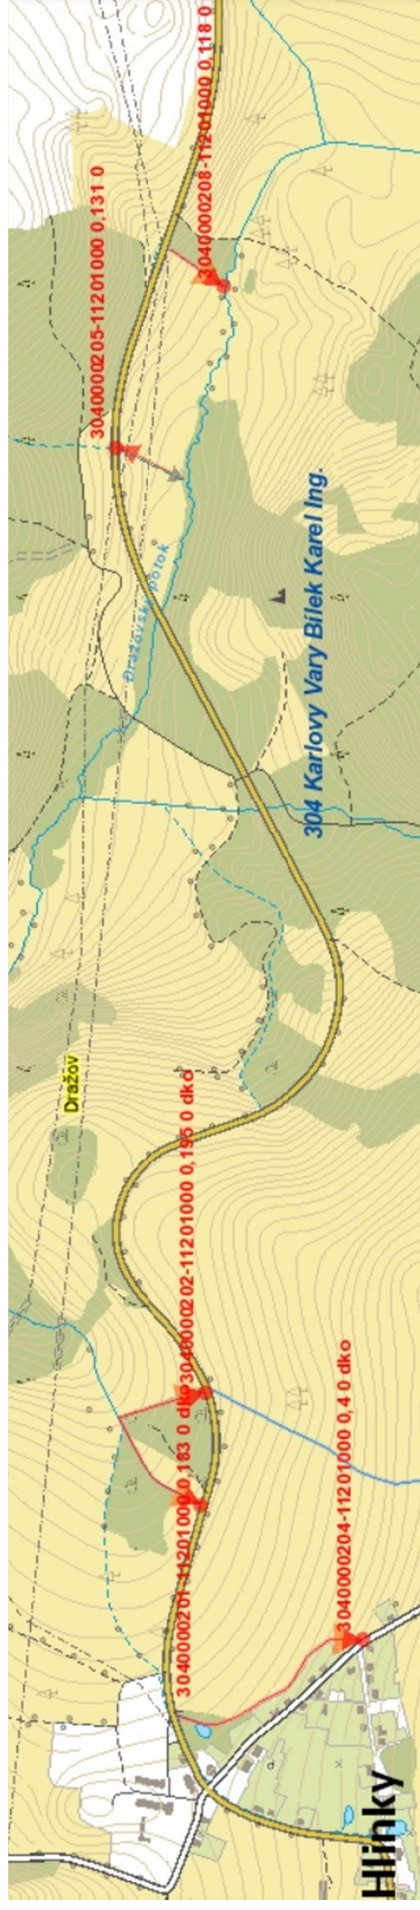 3040000208-11201000 0,118 0
3040000205-11201000 0,131 0
Dražovský potok
304 Karlovy Vary Bílek Karel Ing.
Dražov
3040000202-11201000 0,195 0 dko
3040000201-11201000 0,183 0 dko
3040000204-11201000 0,4 0 dko
Hlinky